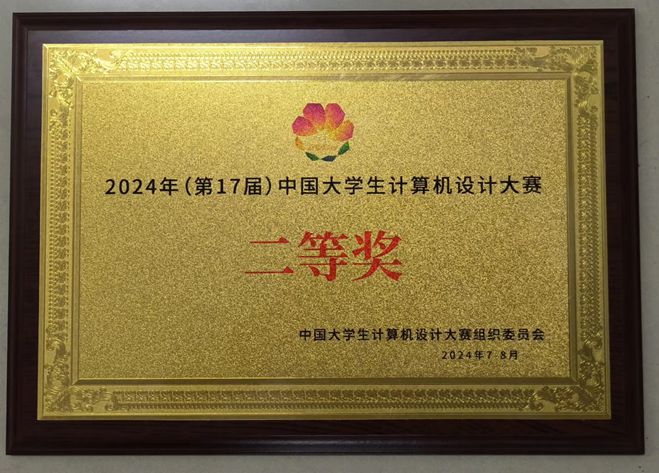 2024年(第17届)中国大学生计算机设计大赛
二等奖
中国大学生计算机设计大赛组织委员会
2024年7-8月